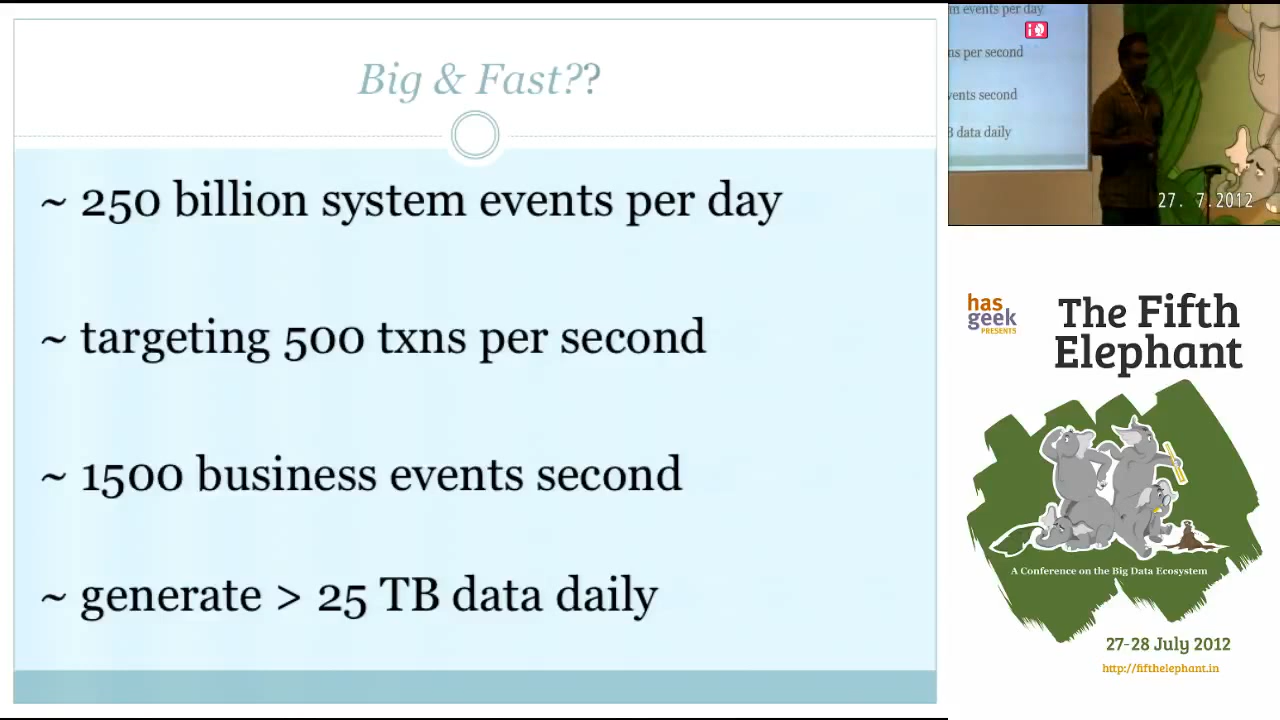 Big & Fast??
~ 250 billion system events per day
~ targeting 500 txns per second
~ 1500 business events second
~ generate > 25 TB data daily
events per day
per second
second
data daily
27. 7.2012
has
geek
PRESENTS
The Fifth
Elephant
A Conference on the Big Data Ecosystem
27-28 July 2012
http://fifthelephant.in